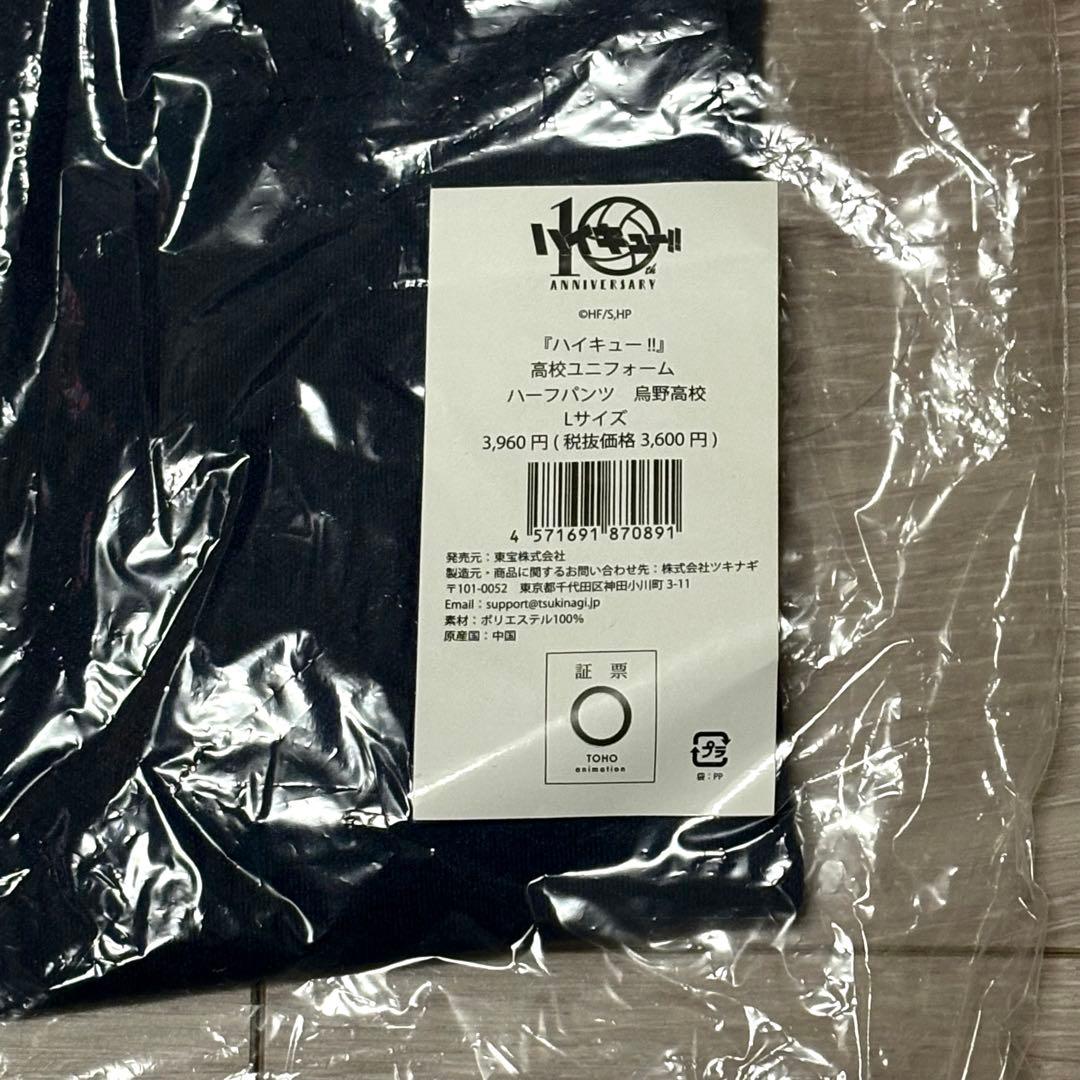 10th
ハイキュー!!
ANNIVERSARY
©HF/S,HP
『ハイキュー!!』
高校ユニフォーム
ハーフパンツ　烏野高校
Lサイズ
3,960円(税抜価格3,600円)
4 571691 870891
発売元：東宝株式会社
製造元・商品に関するお問い合わせ先：株式会社ツキナギ
〒101-0052　東京都千代田区神田小川町3-11
Email：support@tsukinagi.jp
素材：ポリエステル100%
原産国：中国
証 票
TOHO
animation
プラ
袋：PP